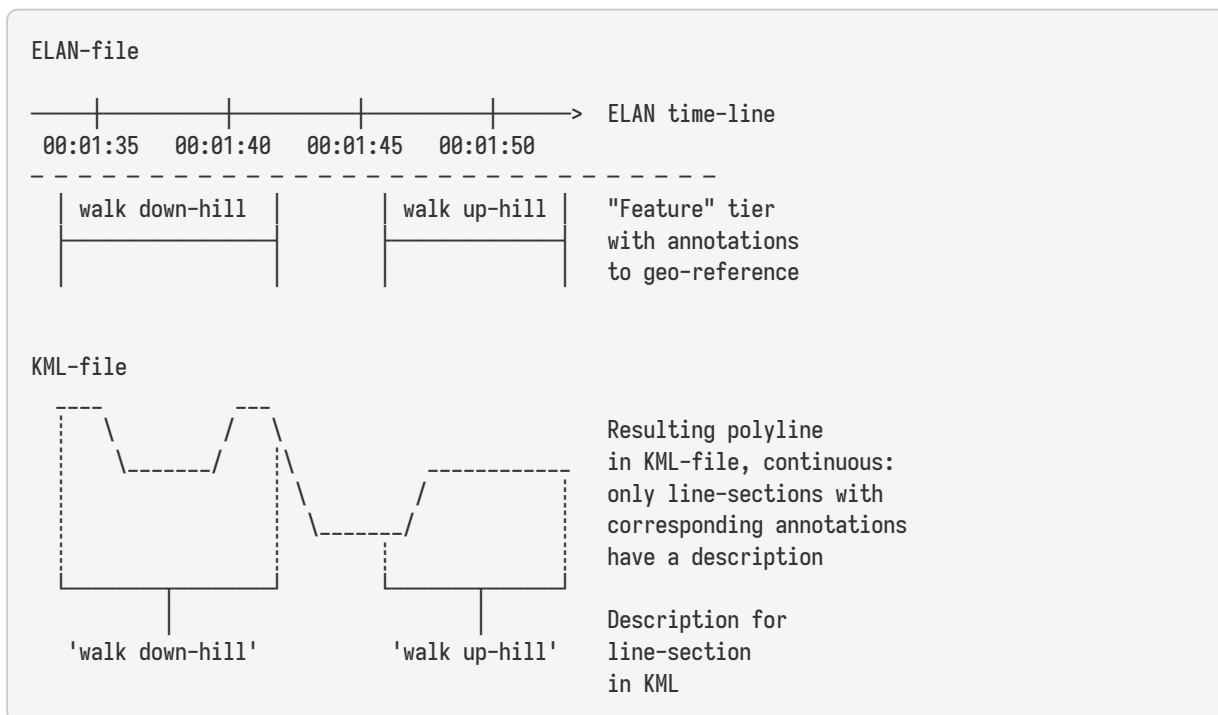 ELAN-file
ELAN time-line
00:01:35 00:01:40 00:01:45 00:01:50
walk down-hill walk up-hill "Feature" tier
with annotations
to geo-reference
KML-file
Resulting polyline
in KML-file, continuous:
only line-sections with
corresponding annotations
have a description
Description for
'walk down-hill' 'walk up-hill' line-section
in KML